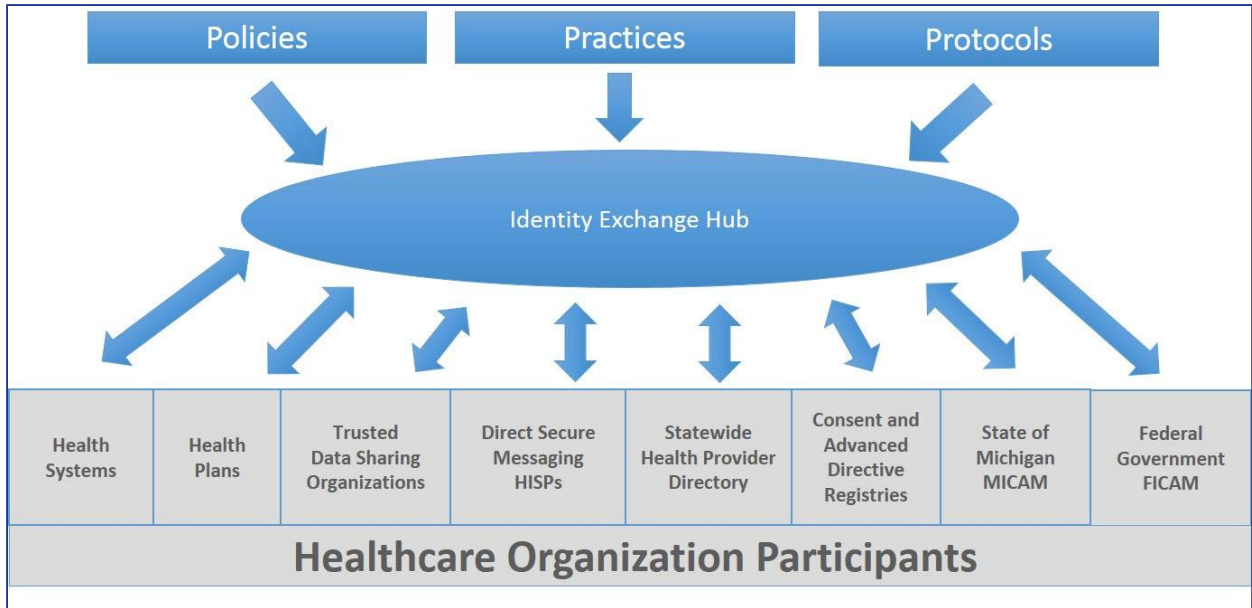 Policies
Practices
Protocols
Identity Exchange Hub
Health
Systems
Health
Plans
Trusted
Data Sharing
Organizations
Direct Secure
Messaging
HISPs
Statewide
Health Provider
Directory
Consent and
Advanced
Directive
Registries
State of
Michigan
MICAM
Federal
Government
FICAM
Healthcare Organization Participants